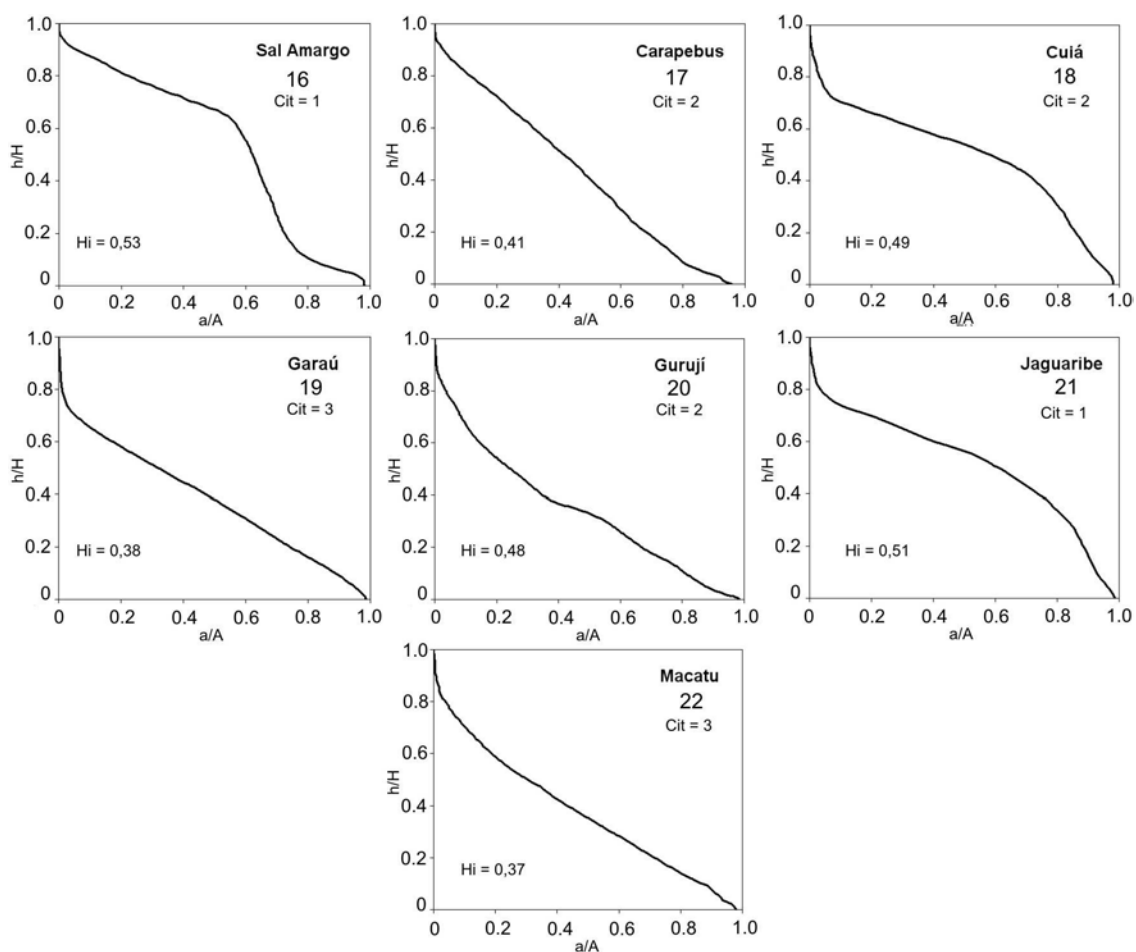 1.0
0.8
0.6
0.4
0.2
0
h/H
Sal Amargo
16
Cit = 1
Hi = 0,53
0 0.2 0.4 0.6 0.8 1.0
a/A
1.0
0.8
0.6
0.4
0.2
0
h/H
Carapebus
17
Cit = 2
Hi = 0,41
0 0.2 0.4 0.6 0.8 1.0
a/A
1.0
0.8
0.6
0.4
0.2
0
h/H
Cuiá
18
Cit = 2
Hi = 0,49
0 0.2 0.4 0.6 0.8 1.0
a/A
1.0
0.8
0.6
0.4
0.2
0
h/H
Garaú
19
Cit = 3
Hi = 0,38
0 0.2 0.4 0.6 0.8 1.0
a/A
1.0
0.8
0.6
0.4
0.2
0
h/H
Gurují
20
Cit = 2
Hi = 0,48
0 0.2 0.4 0.6 0.8 1.0
a/A
1.0
0.8
0.6
0.4
0.2
0
h/H
Jaguaribe
21
Cit = 1
Hi = 0,51
0 0.2 0.4 0.6 0.8 1.0
a/A
1.0
0.8
0.6
0.4
0.2
0
h/H
Macatu
22
Cit = 3
Hi = 0,37
0 0.2 0.4 0.6 0.8 1.0
a/A